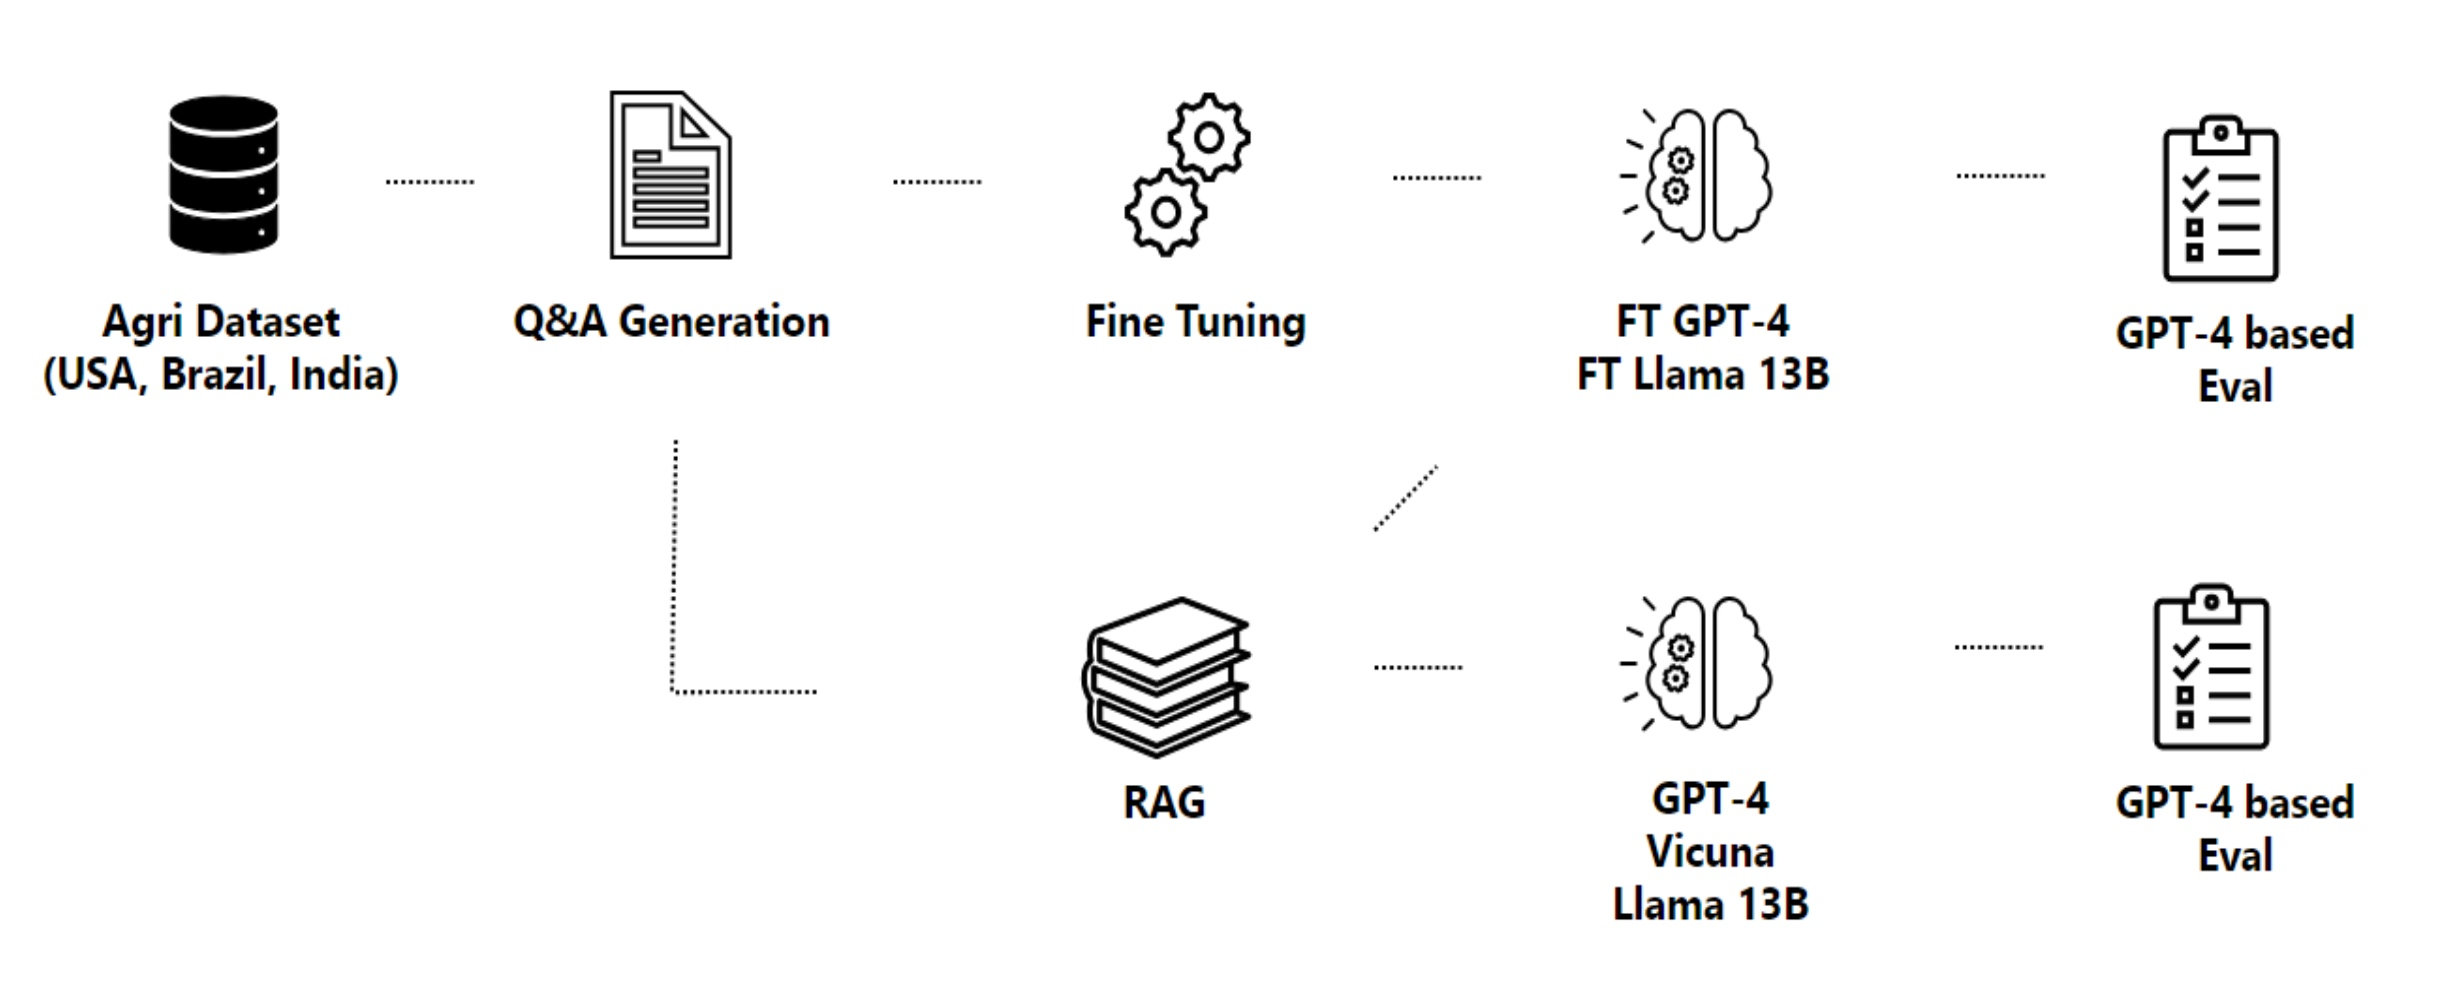 Agri Dataset
(USA, Brazil, India)
Q&A Generation
Fine Tuning
FT GPT-4
FT Llama 13B
GPT-4 based
Eval
RAG
GPT-4
Vicuna
Llama 13B
GPT-4 based
Eval